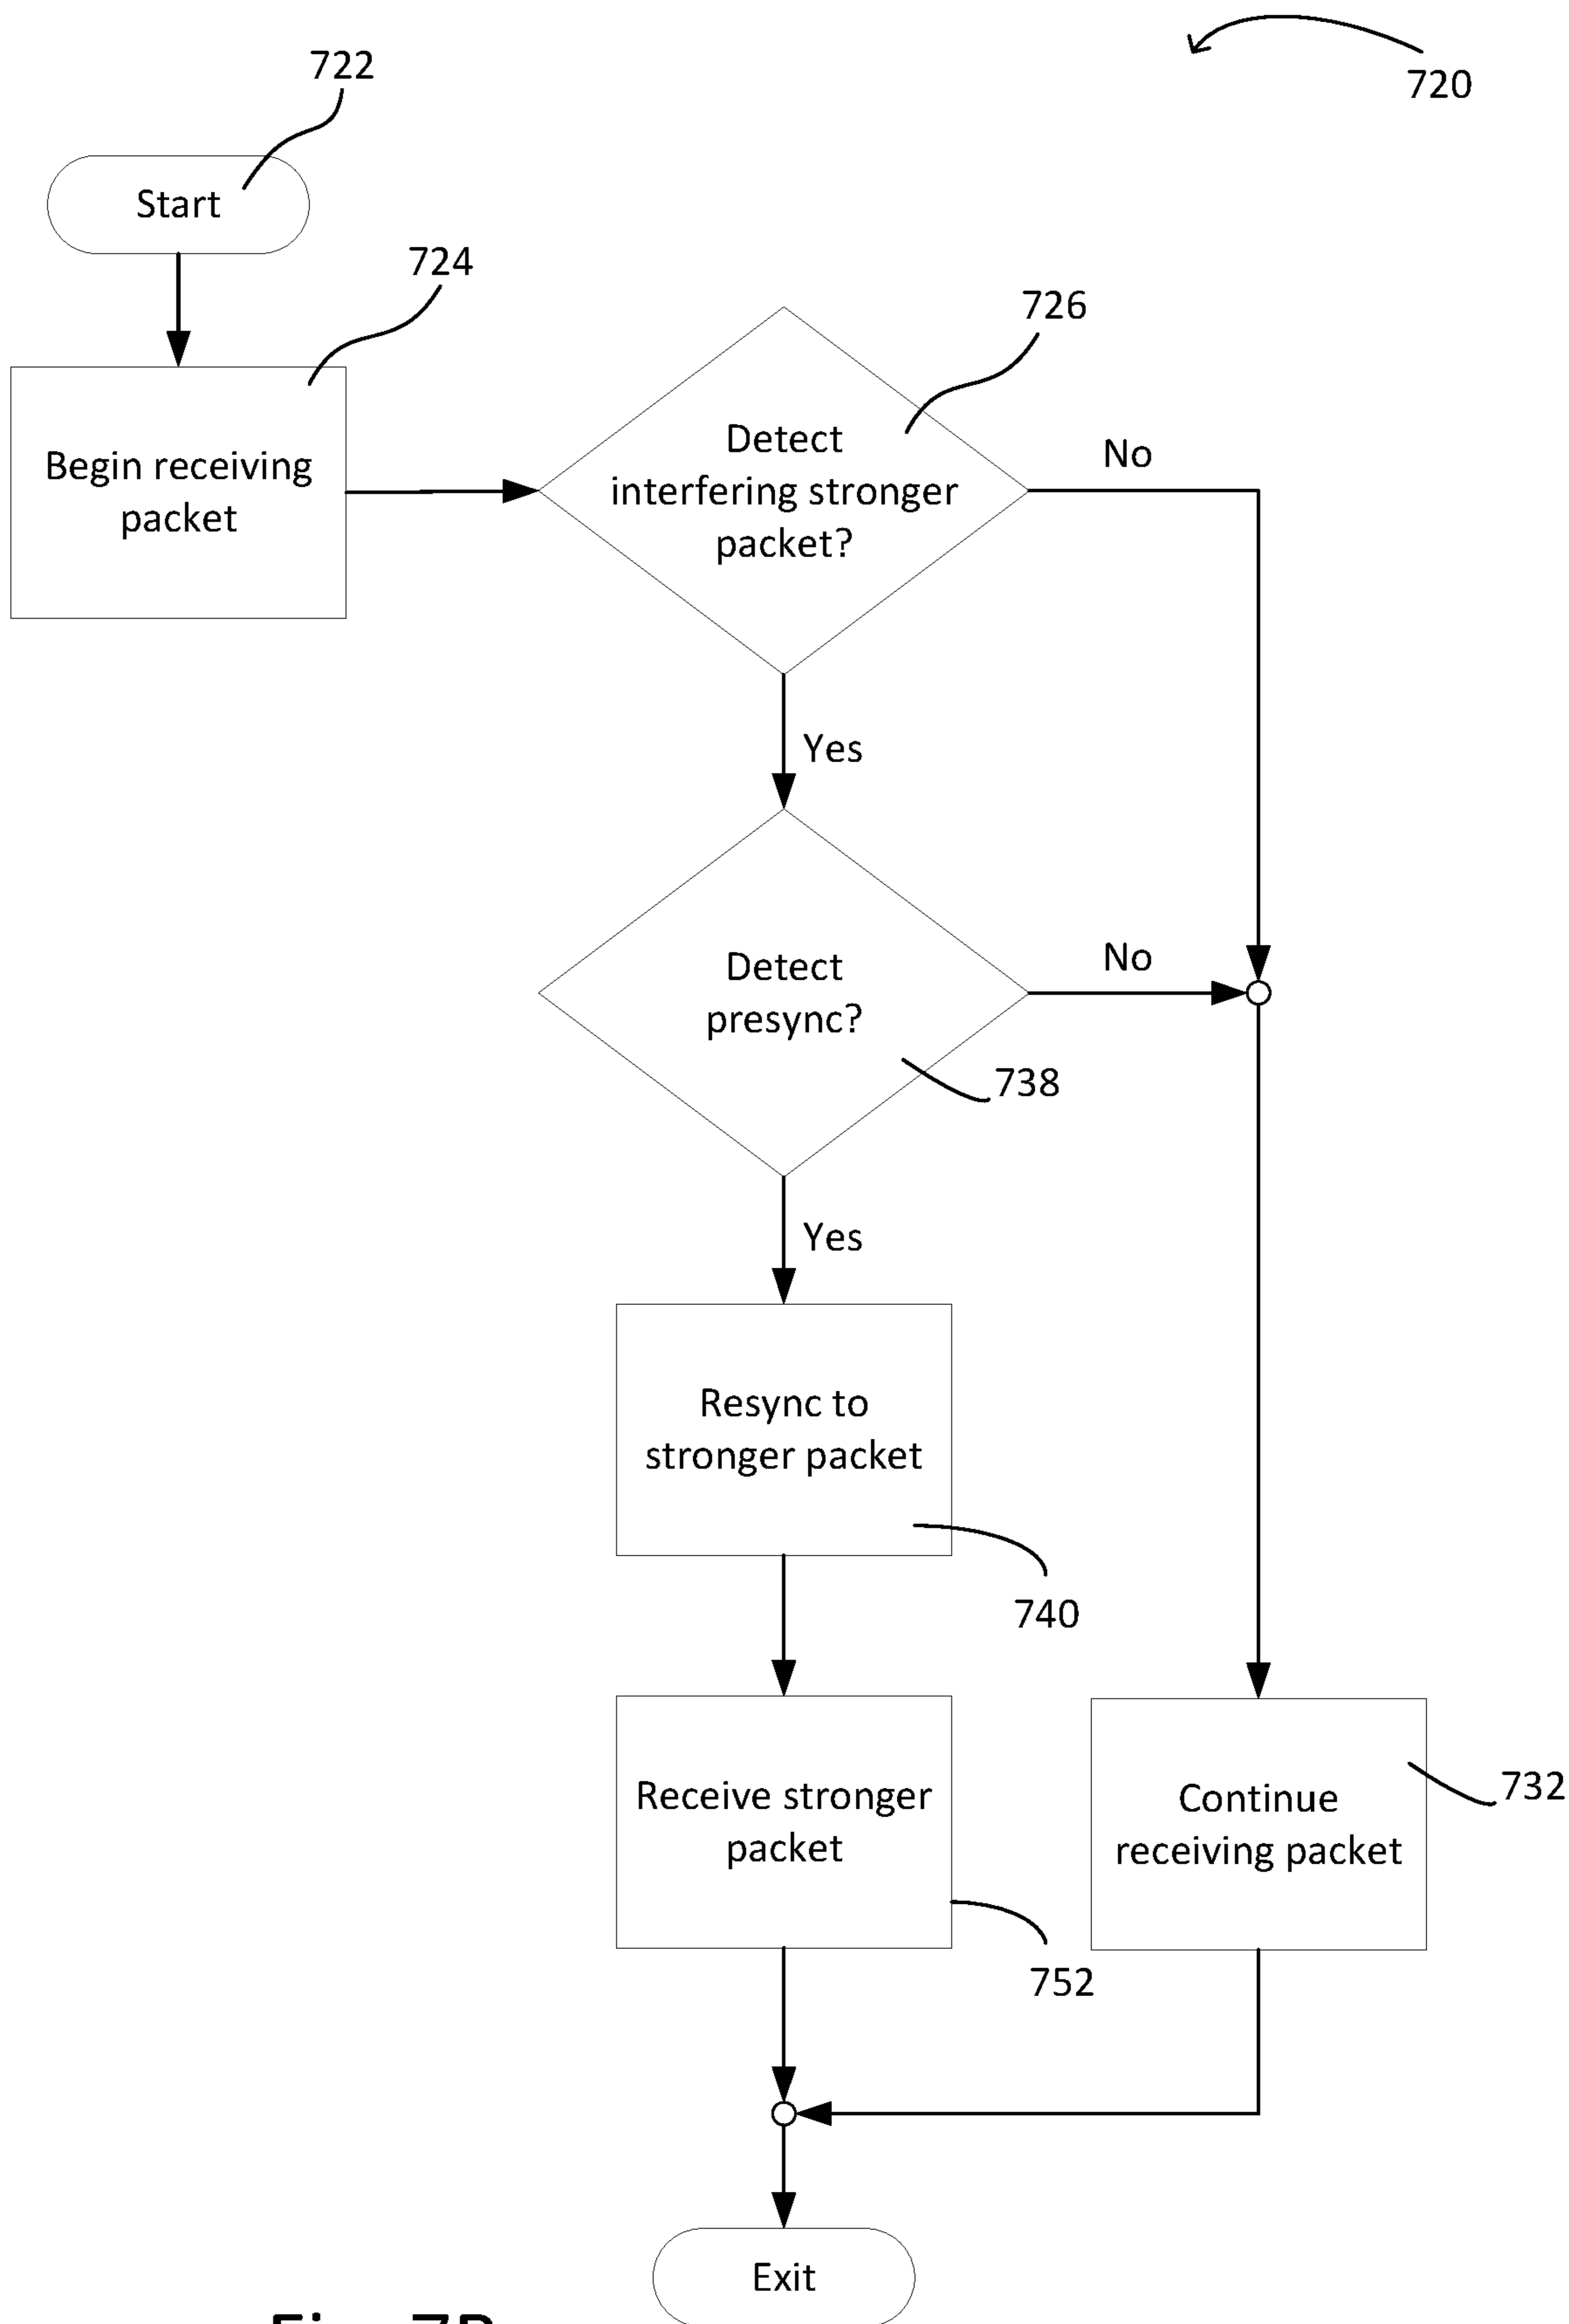 722
720
Start
724
Begin receiving
packet
726
Detect
interfering stronger
packet?
No
Yes
Detect
presync?
No
738
Yes
Resync to
stronger packet
740
Receive stronger
packet
752
Continue
receiving packet
732
Exit